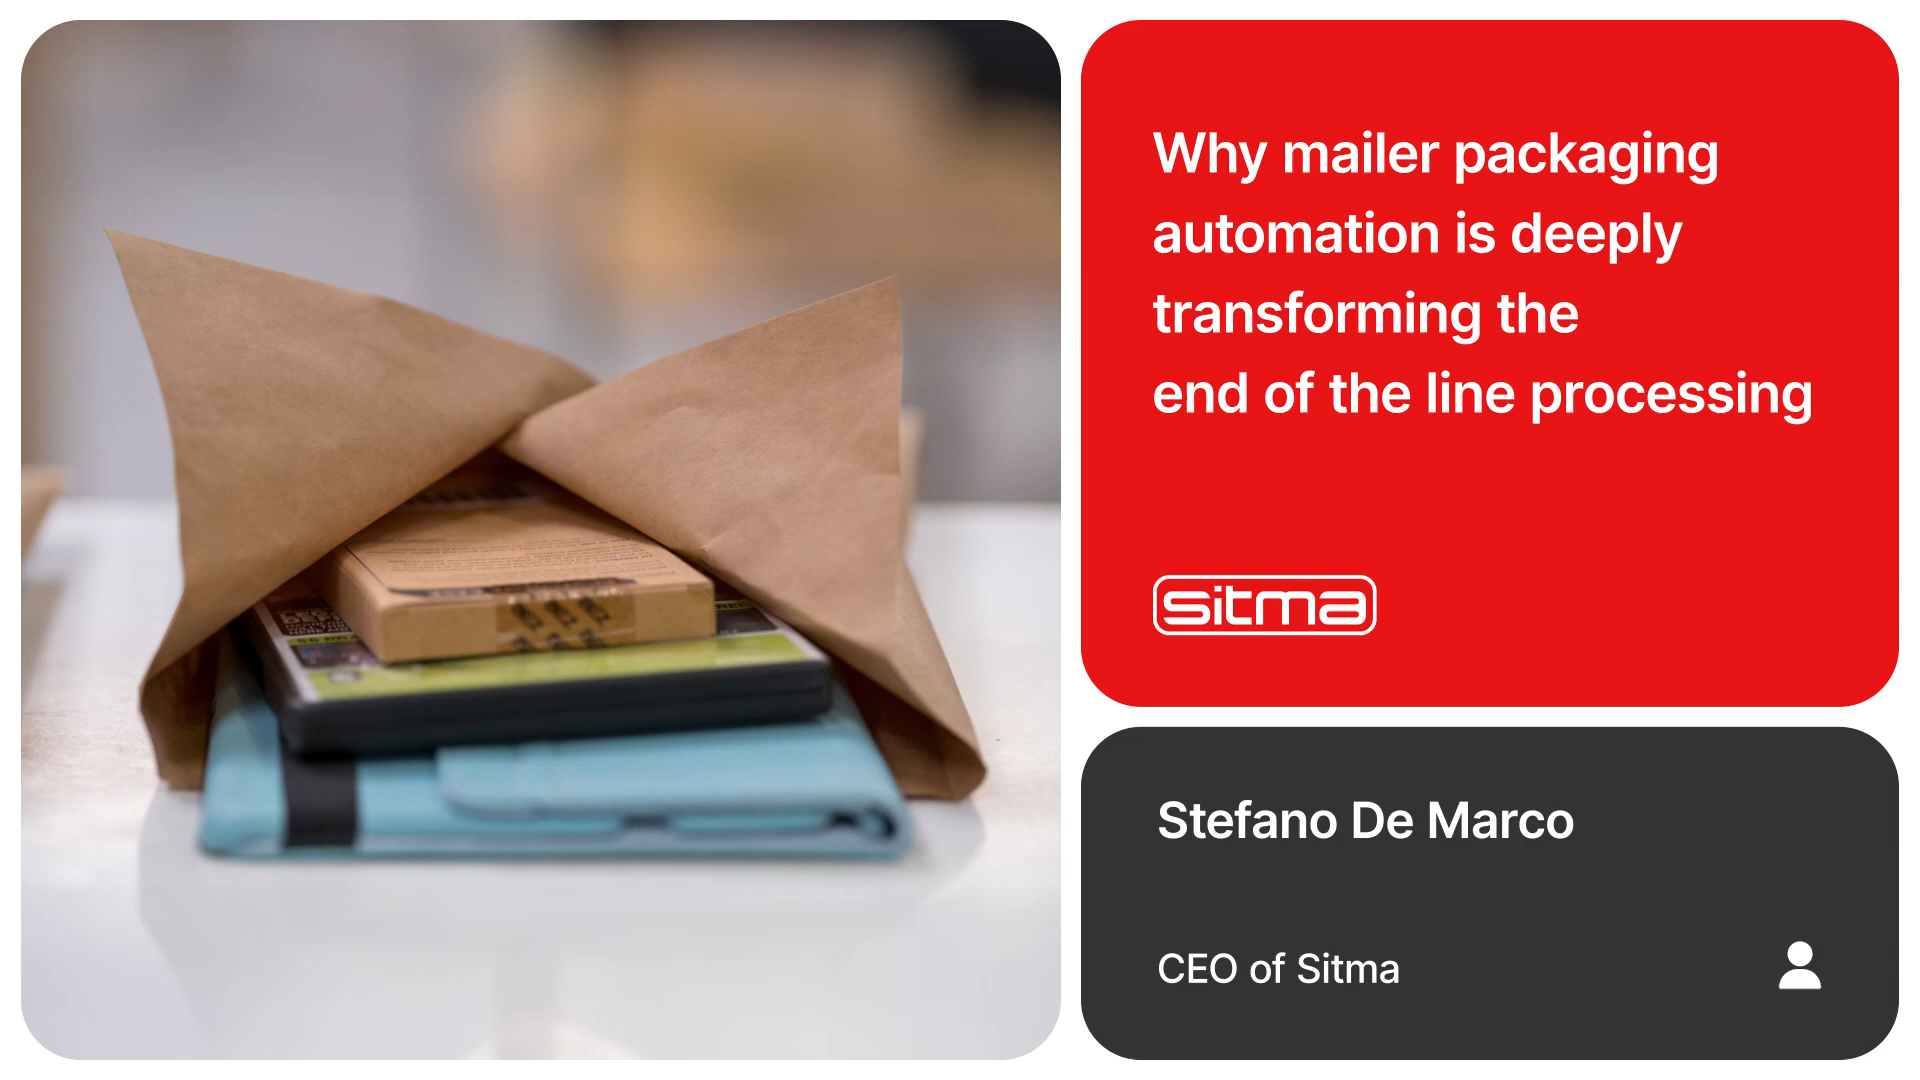 Why mailer packaging
automation is deeply
transforming the
end of the line processing
sitma
Stefano De Marco
CEO of Sitma